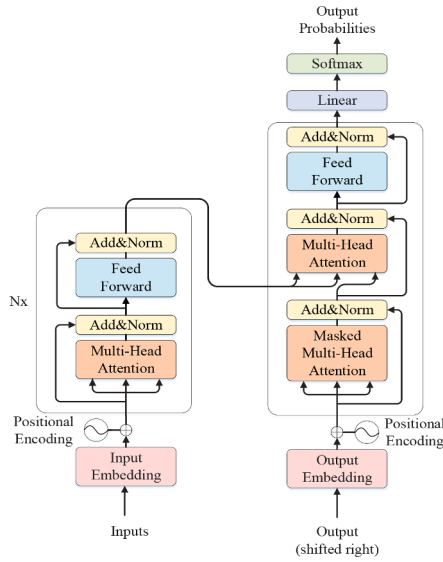 Output
Probabilities
Softmax
Linear
Add&Norm
Feed
Forward
Add&Norm
Multi-Head
Attention
Add&Norm
Masked
Multi-Head
Attention
Positional
Encoding
Output
Embedding
Output
(shifted right)
Nx
Add&Norm
Feed
Forward
Add&Norm
Multi-Head
Attention
Positional
Encoding
Input
Embedding
Inputs